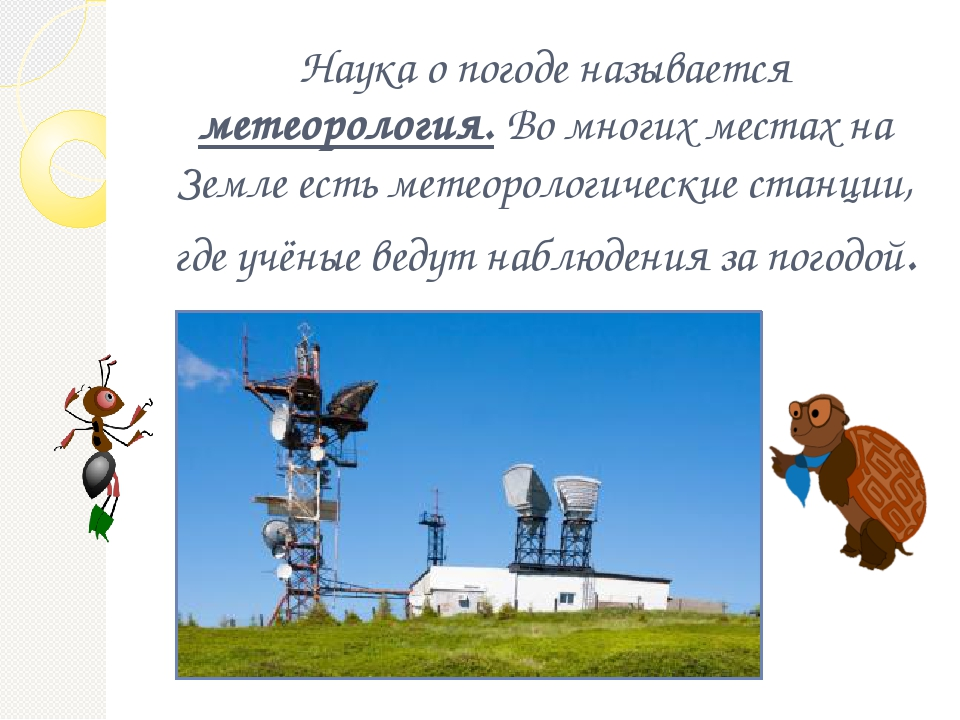 Наука о погоде называется
метеорология. Во многих местах на
Земле есть метеорологические станции,
где учёные ведут наблюдения за погодой.